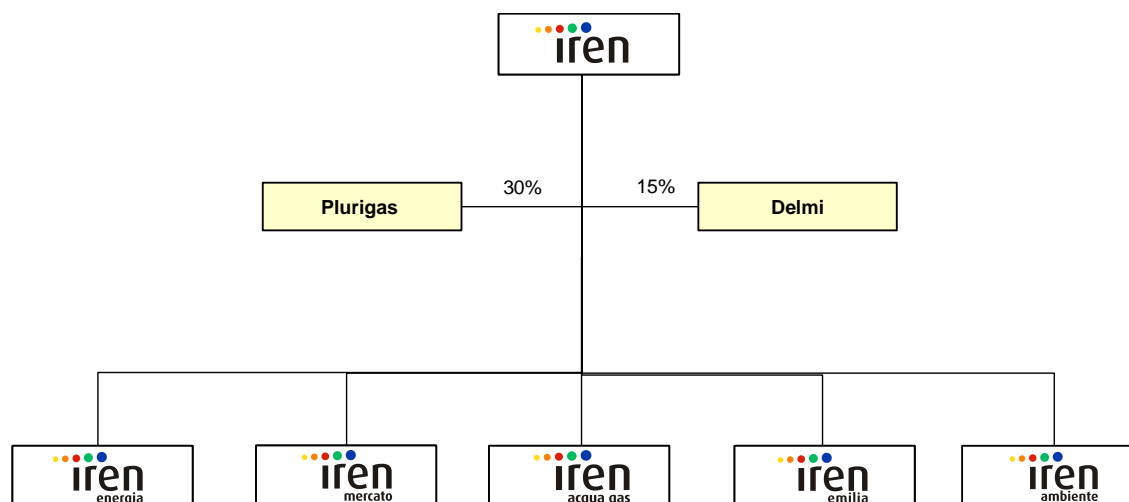 iren
30%
15%
Plurigas
Delmi
iren
energia
iren
mercato
iren
acqua gas
iren
emilia
iren
ambiente